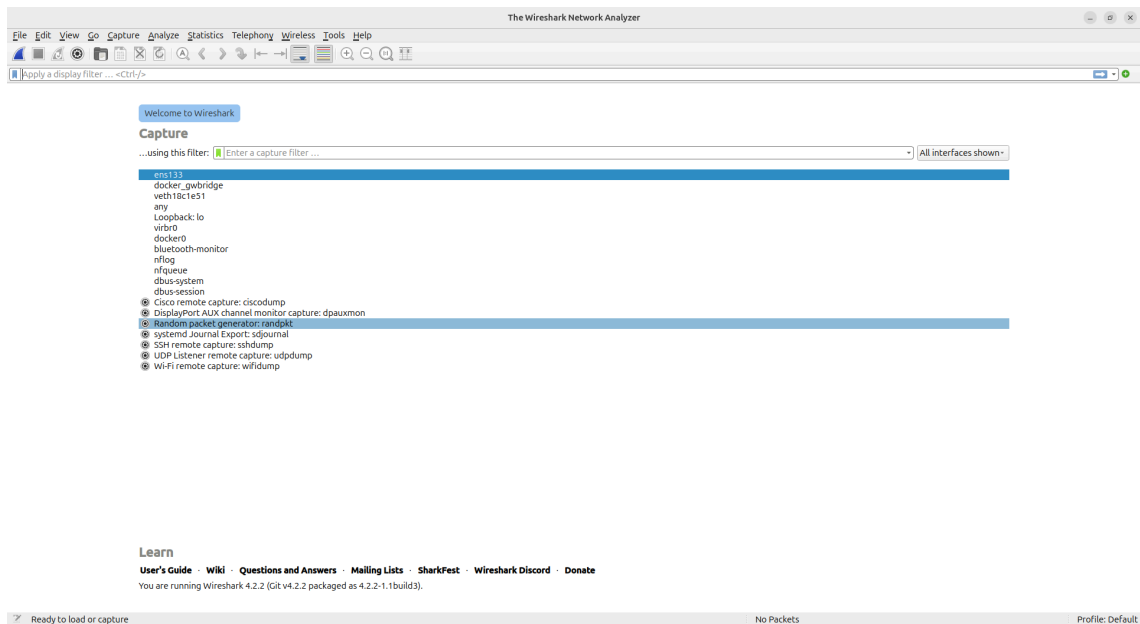 The Wireshark Network Analyzer
File Edit View Go Capture Analyze Statistics Telephony Wireless Tools Help
Apply a display filter … <Ctrl-/>
Welcome to Wireshark
Capture
…using this filter: Enter a capture filter … All interfaces shown
ens133
docker_gwbridge
veth18c1e51
any
Loopback: lo
virbr0
docker0
bluetooth-monitor
nflog
nfqueue
dbus-system
dbus-session
Cisco remote capture: ciscodump
DisplayPort AUX channel monitor capture: dpauxmon
Random packet generator: randpkt
systemd Journal Export: sdjournal
SSH remote capture: sshdump
UDP Listener remote capture: udpdump
Wi-Fi remote capture: wifidump
Learn
User's Guide · Wiki · Questions and Answers · Mailing Lists · SharkFest · Wireshark Discord · Donate
You are running Wireshark 4.2.2 (Git v4.2.2 packaged as 4.2.2-1.1build3).
Ready to load or capture No Packets Profile: Default